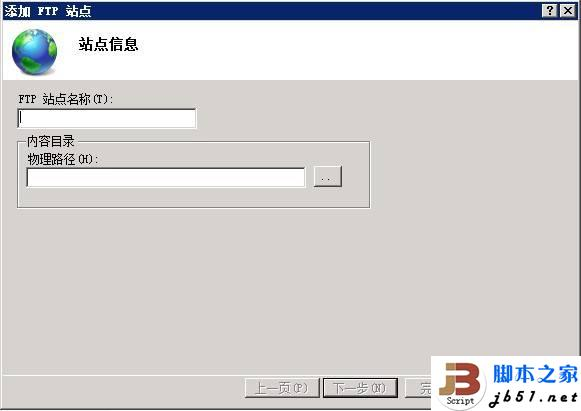 添加 FTP 站点
站点信息
FTP 站点名称(T):
内容目录
物理路径(H):
..
上一页(P)
下一步(N)
完
脚本之家
Script
jb51.net